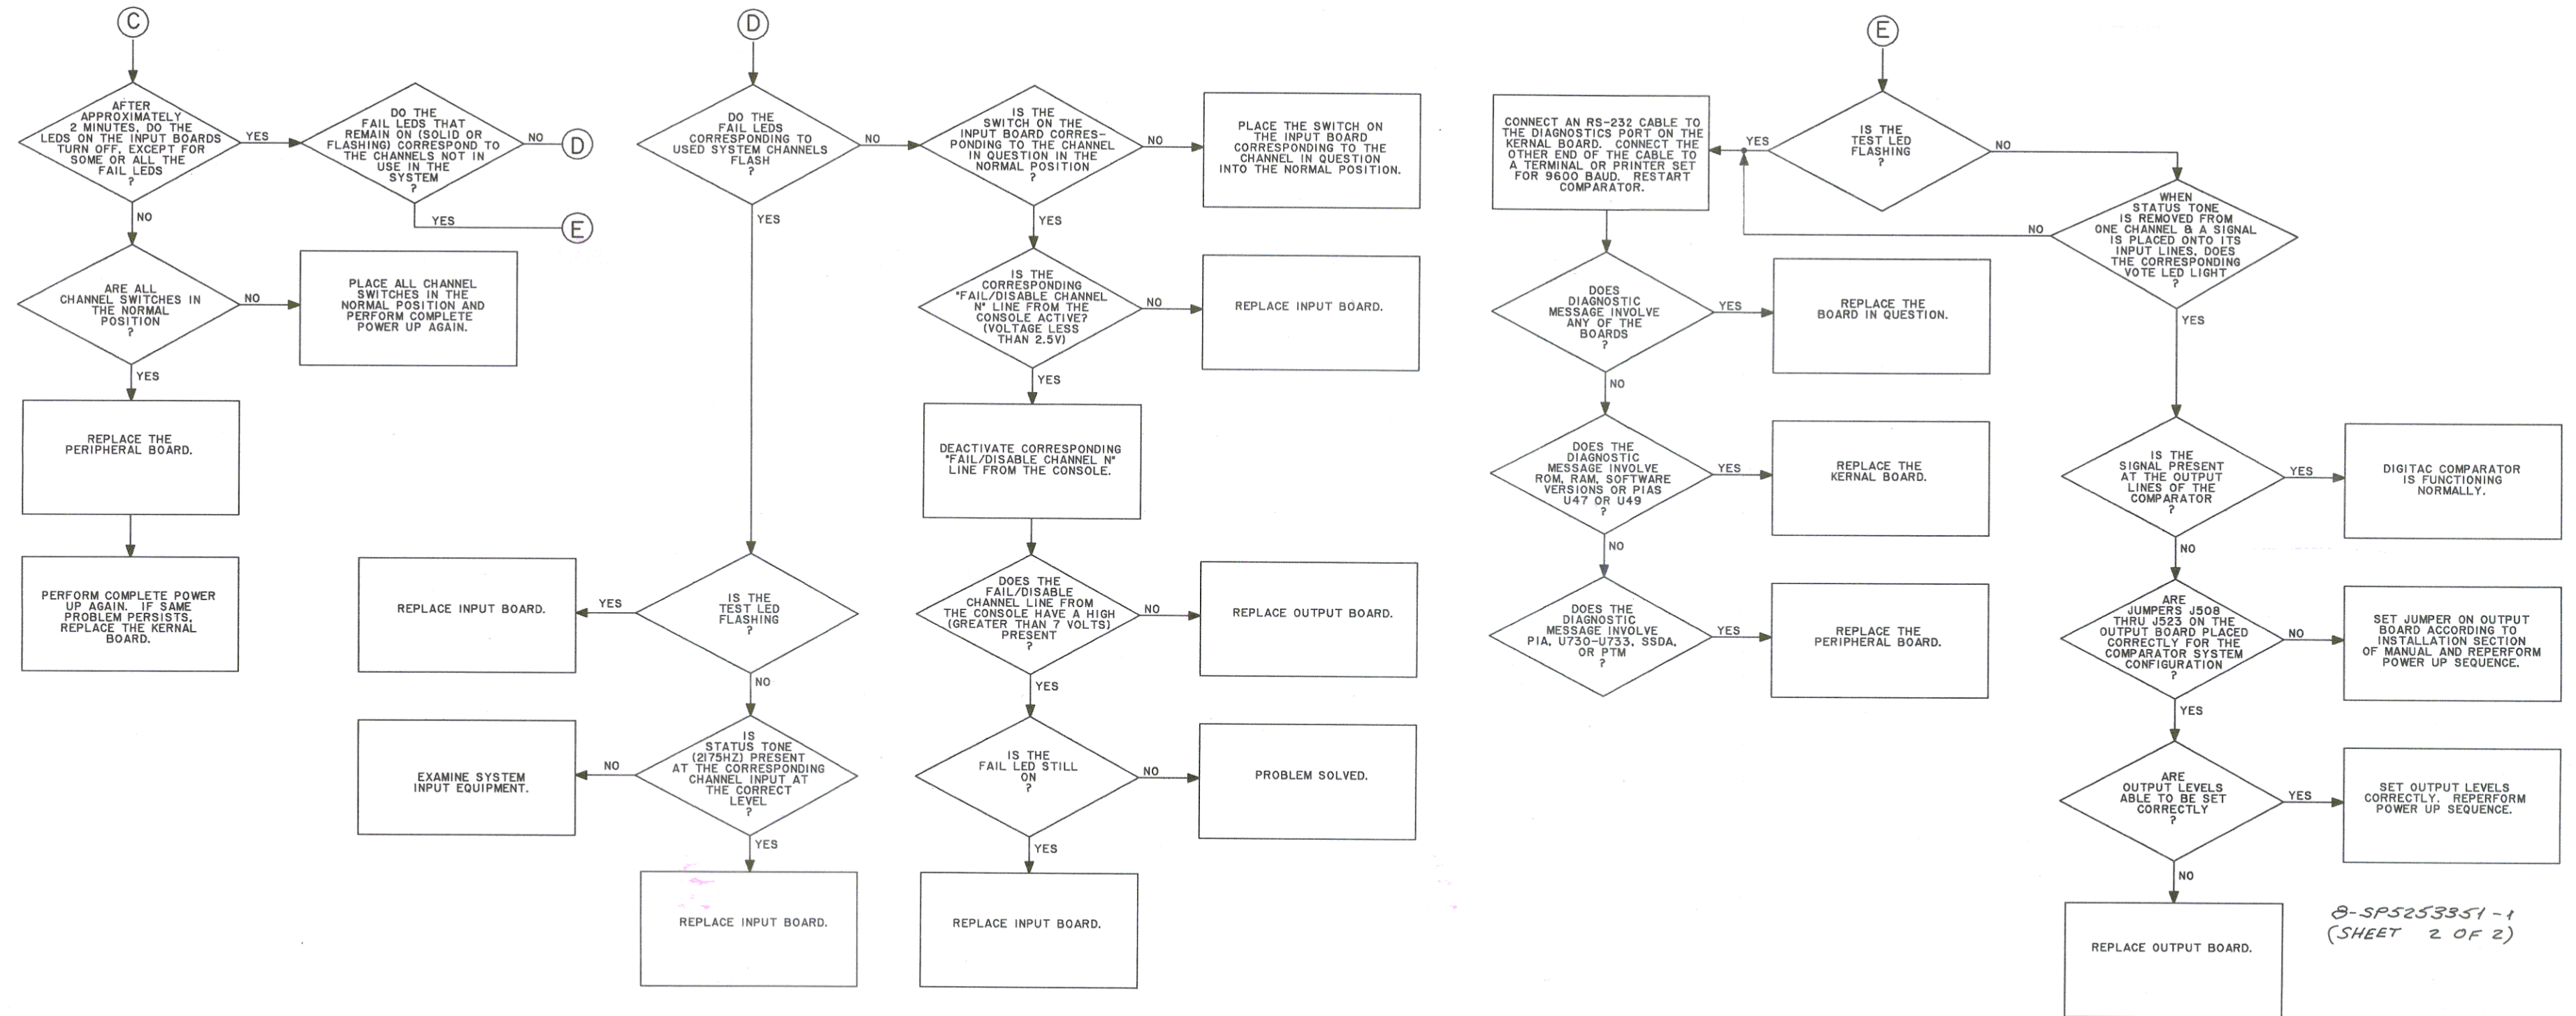 C
AFTER
APPROXIMATELY
2 MINUTES, DO THE
LEDS ON THE INPUT BOARDS
TURN OFF, EXCEPT FOR
SOME OR ALL THE
FAIL LEDS
?
YES
DO THE
FAIL LEDS THAT
REMAIN ON (SOLID OR
FLASHING) CORRESPOND TO
THE CHANNELS NOT IN
USE IN THE
SYSTEM
?
NO
D
YES
E
NO
ARE ALL
CHANNEL SWITCHES IN
THE NORMAL
POSITION
?
NO
PLACE ALL CHANNEL
SWITCHES IN THE
NORMAL POSITION AND
PERFORM COMPLETE
POWER UP AGAIN.
YES
REPLACE THE
PERIPHERAL BOARD.
PERFORM COMPLETE POWER
UP AGAIN. IF SAME
PROBLEM PERSISTS,
REPLACE THE KERNAL
BOARD.
D
DO THE
FAIL LEDS
CORRESPONDING TO
USED SYSTEM CHANNELS
FLASH
?
NO
YES
IS THE
TEST LED
FLASHING
?
YES
REPLACE INPUT BOARD.
NO
IS
STATUS TONE
(2175HZ) PRESENT
AT THE CORRESPONDING
CHANNEL INPUT AT
THE CORRECT
LEVEL
?
NO
EXAMINE SYSTEM
INPUT EQUIPMENT.
YES
REPLACE INPUT BOARD.
IS THE
SWITCH ON THE
INPUT BOARD CORRES-
PONDING TO THE CHANNEL
IN QUESTION IN THE
NORMAL POSITION
?
NO
PLACE THE SWITCH ON
THE INPUT BOARD
CORRESPONDING TO THE
CHANNEL IN QUESTION
INTO THE NORMAL POSITION.
YES
IS THE
CORRESPONDING
"FAIL/DISABLE CHANNEL
N" LINE FROM THE
CONSOLE ACTIVE?
(VOLTAGE LESS
THAN 2.5V)
NO
REPLACE INPUT BOARD.
YES
DEACTIVATE CORRESPONDING
"FAIL/DISABLE CHANNEL N"
LINE FROM THE CONSOLE.
DOES THE
FAIL/DISABLE
CHANNEL LINE FROM
THE CONSOLE HAVE A HIGH
(GREATER THAN 7 VOLTS)
PRESENT
?
NO
REPLACE OUTPUT BOARD.
YES
IS THE
FAIL LED STILL
ON
?
NO
PROBLEM SOLVED.
YES
REPLACE INPUT BOARD.
E
IS THE
TEST LED
FLASHING
?
YES
CONNECT AN RS-232 CABLE TO
THE DIAGNOSTICS PORT ON THE
KERNAL BOARD. CONNECT THE
OTHER END OF THE CABLE TO
A TERMINAL OR PRINTER SET
FOR 9600 BAUD. RESTART
COMPARATOR.
DOES
DIAGNOSTIC
MESSAGE INVOLVE
ANY OF THE
BOARDS
?
YES
REPLACE THE
BOARD IN QUESTION.
NO
DOES THE
DIAGNOSTIC
MESSAGE INVOLVE
ROM, RAM, SOFTWARE
VERSIONS OR PIAS
U47 OR U49
?
YES
REPLACE THE
KERNAL BOARD.
NO
DOES THE
DIAGNOSTIC
MESSAGE INVOLVE
PIA, U730-U733, SSDA,
OR PTM
?
YES
REPLACE THE
PERIPHERAL BOARD.
NO
WHEN
STATUS TONE
IS REMOVED FROM
ONE CHANNEL & A SIGNAL
IS PLACED ONTO ITS
INPUT LINES, DOES
THE CORRESPONDING
VOTE LED LIGHT
?
NO
YES
IS THE
SIGNAL PRESENT
AT THE OUTPUT
LINES OF THE
COMPARATOR
?
YES
DIGITAC COMPARATOR
IS FUNCTIONING
NORMALLY.
NO
ARE
JUMPERS J508
THRU J523 ON THE
OUTPUT BOARD PLACED
CORRECTLY FOR THE
COMPARATOR SYSTEM
CONFIGURATION
?
NO
SET JUMPER ON OUTPUT
BOARD ACCORDING TO
INSTALLATION SECTION
OF MANUAL AND REPERFORM
POWER UP SEQUENCE.
YES
ARE
OUTPUT LEVELS
ABLE TO BE SET
CORRECTLY
?
YES
SET OUTPUT LEVELS
CORRECTLY. REPERFORM
POWER UP SEQUENCE.
NO
REPLACE OUTPUT BOARD.
8-SP5253351-1
(SHEET 2 OF 2)